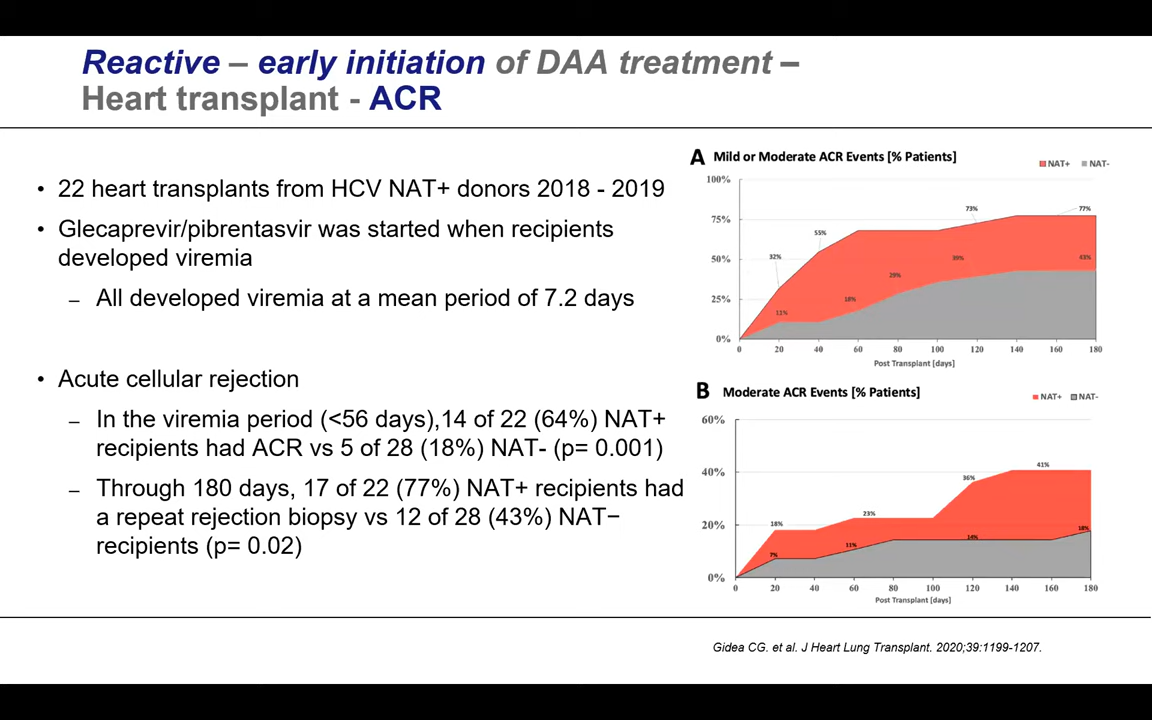 Reactive – early initiation of DAA treatment –
Heart transplant - ACR
• 22 heart transplants from HCV NAT+ donors 2018 - 2019
• Glecaprevir/pibrentasvir was started when recipients
developed viremia
– All developed viremia at a mean period of 7.2 days
• Acute cellular rejection
– In the viremia period (<56 days),14 of 22 (64%) NAT+
recipients had ACR vs 5 of 28 (18%) NAT- (p= 0.001)
– Through 180 days, 17 of 22 (77%) NAT+ recipients had
a repeat rejection biopsy vs 12 of 28 (43%) NAT−
recipients (p= 0.02)
A Mild or Moderate ACR Events [% Patients]
NAT+ NAT-
100%
75%
50%
25%
0%
32%
55%
73%
77%
11%
18%
29%
39%
43%
0 20 40 60 80 100 120 140 160 180
Post Transplant [days]
B Moderate ACR Events [% Patients]
NAT+ NAT-
60%
40%
20%
0%
18%
23%
36%
41%
7%
11%
14%
18%
0 20 40 60 80 100 120 140 160 180
Post Transplant [days]
Gidea CG. et al. J Heart Lung Transplant. 2020;39:1199-1207.